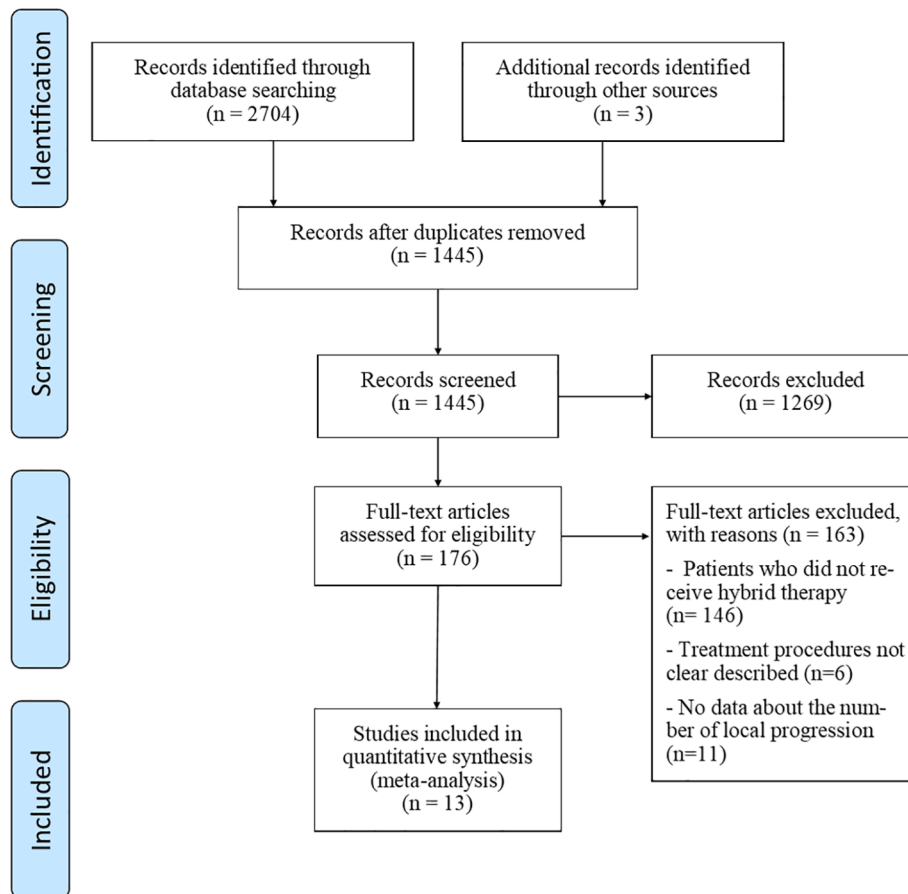 Identification
Records identified through
database searching
(n = 2704)
Additional records identified
through other sources
(n = 3)
Records after duplicates removed
(n = 1445)
Screening
Records screened
(n = 1445)
Records excluded
(n = 1269)
Eligibility
Full-text articles
assessed for eligibility
(n = 176)
Full-text articles excluded,
with reasons (n = 163)
- Patients who did not re-
ceive hybrid therapy
(n= 146)
- Treatment procedures not
clear described (n=6)
- No data about the num-
ber of local progression
(n=11)
Included
Studies included in
quantitative synthesis
(meta-analysis)
(n = 13)